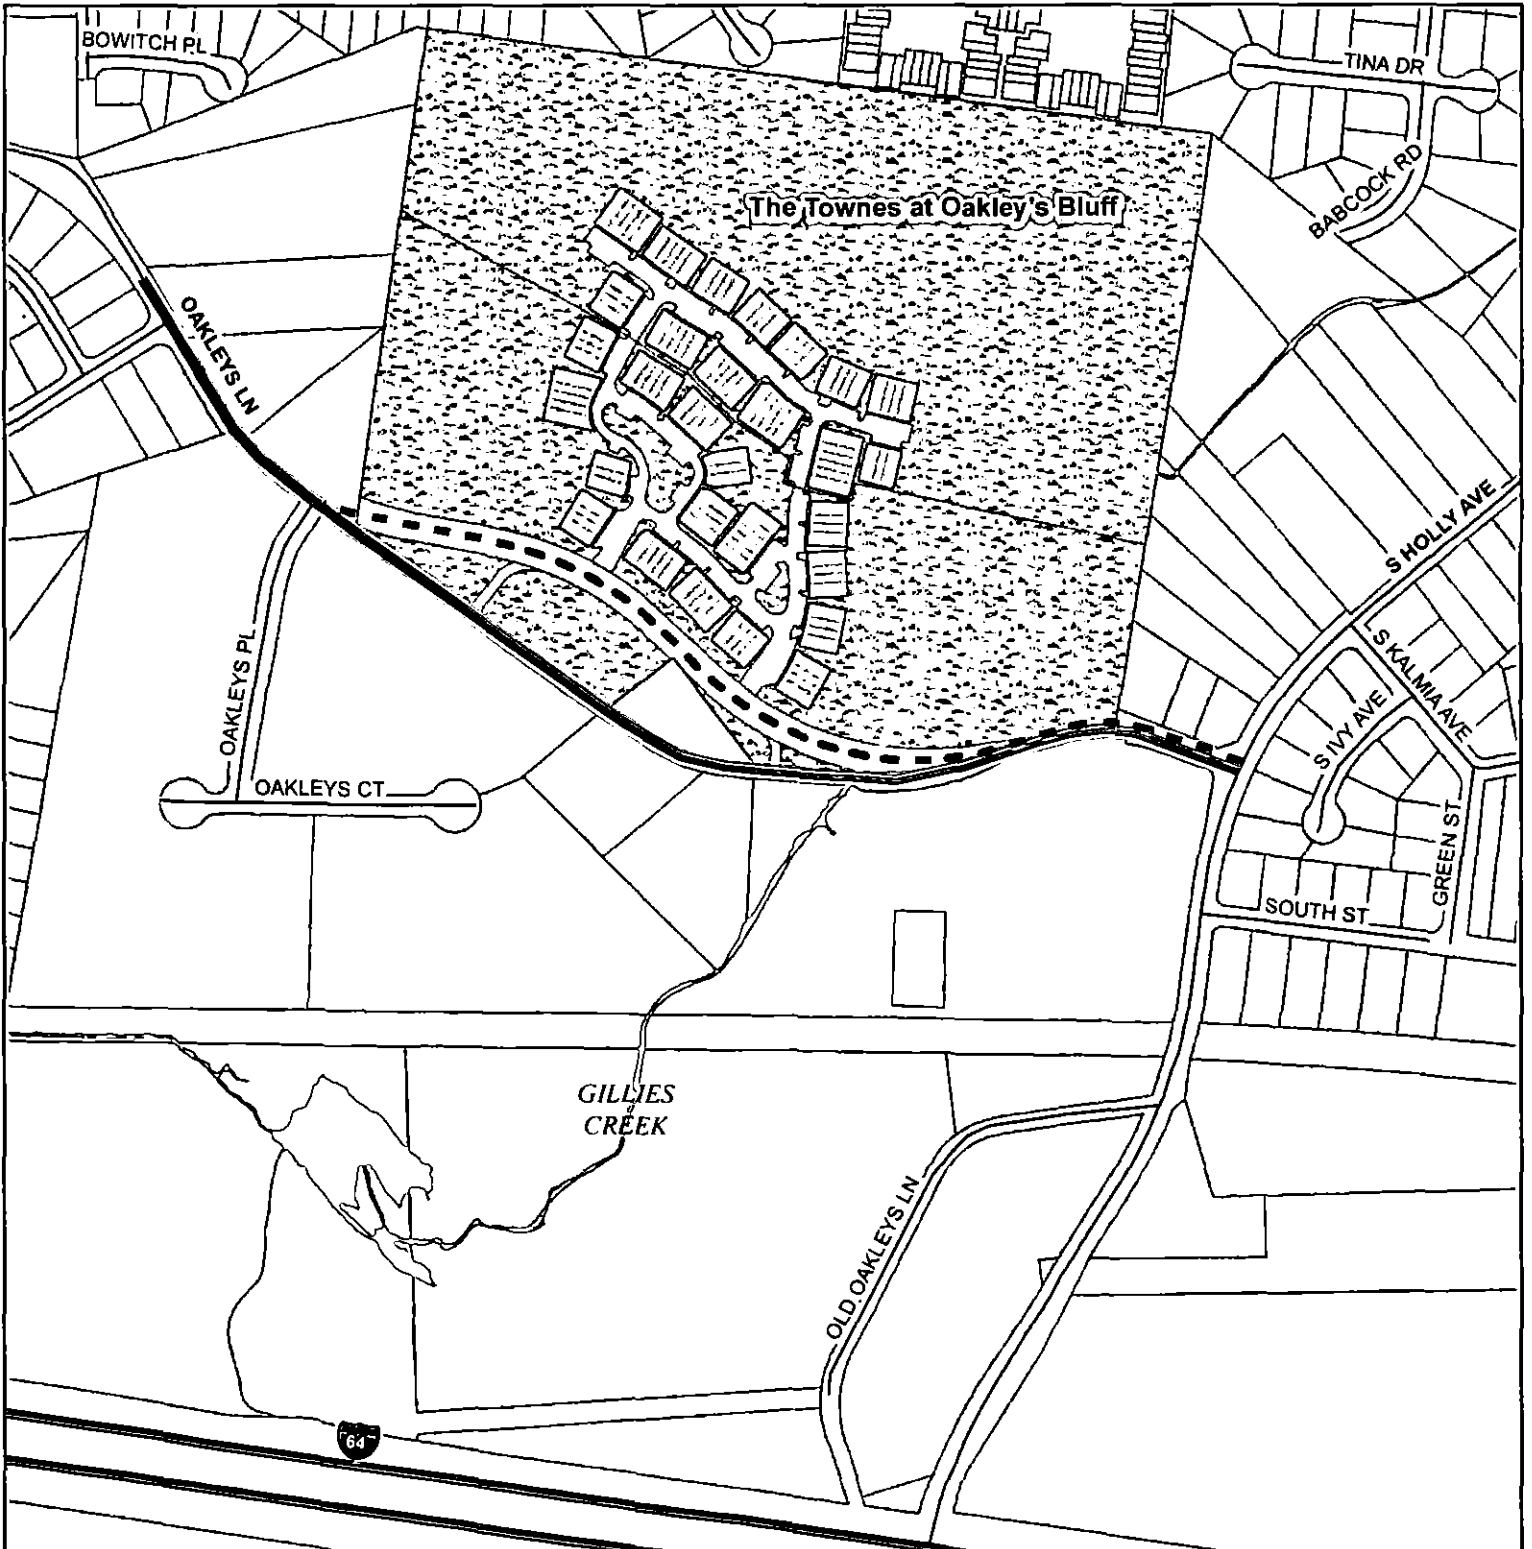 BOWITCH PL
TINA DR
BABCOCK RD
The Townes at Oakley's Bluff
OAKLEYS LN
S HOLLY AVE
S KALMIA AVE
S IVY AVE
OAKLEYS PL
OAKLEYS CT
GREEN ST
SOUTH ST
GILLIES
CREEK
OLD OAKLEYS LN
64